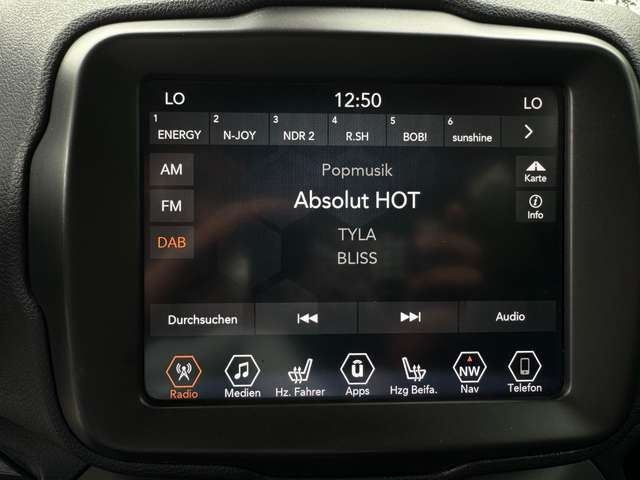 LO 12:50 LO
1 ENERGY 2 N-JOY 3 NDR 2 4 R.SH 5 BOB! 6 sunshine
AM Popmusik Karte
Absolut HOT
FM TYLA Info
DAB BLISS
Durchsuchen Audio
Radio Medien Hz. Fahrer Apps Hzg Beifa. NW Nav Telefon